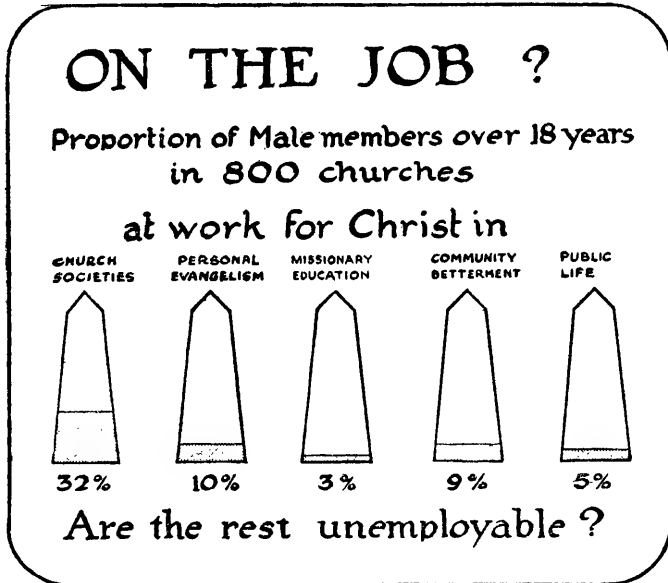 ON THE JOB ?
Proportion of Male members over 18 years
in 800 churches
at work for Christ in
CHURCH SOCIETIES
PERSONAL EVANGELISM
MISSIONARY EDUCATION
COMMUNITY BETTERMENT
PUBLIC LIFE
32% 10% 3% 9% 5%
Are the rest unemployable ?